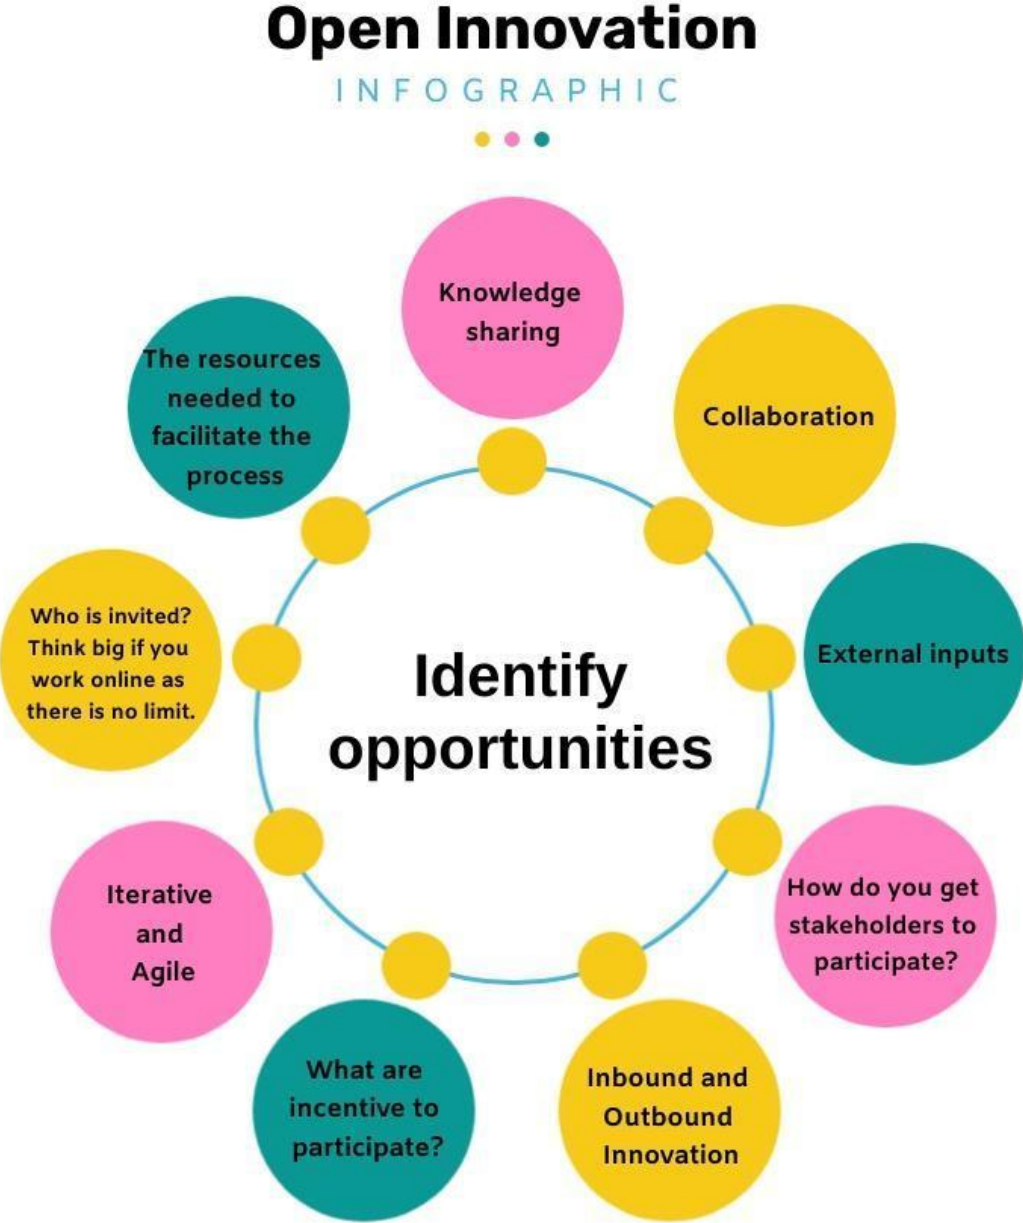 Open Innovation
INFOGRAPHIC
Knowledge
sharing
Collaboration
External inputs
How do you get
stakeholders to
participate?
Inbound and
Outbound
Innovation
What are
incentive to
participate?
Iterative
and
Agile
Who is invited?
Think big if you
work online as
there is no limit.
The resources
needed to
facilitate the
process
Identify
opportunities